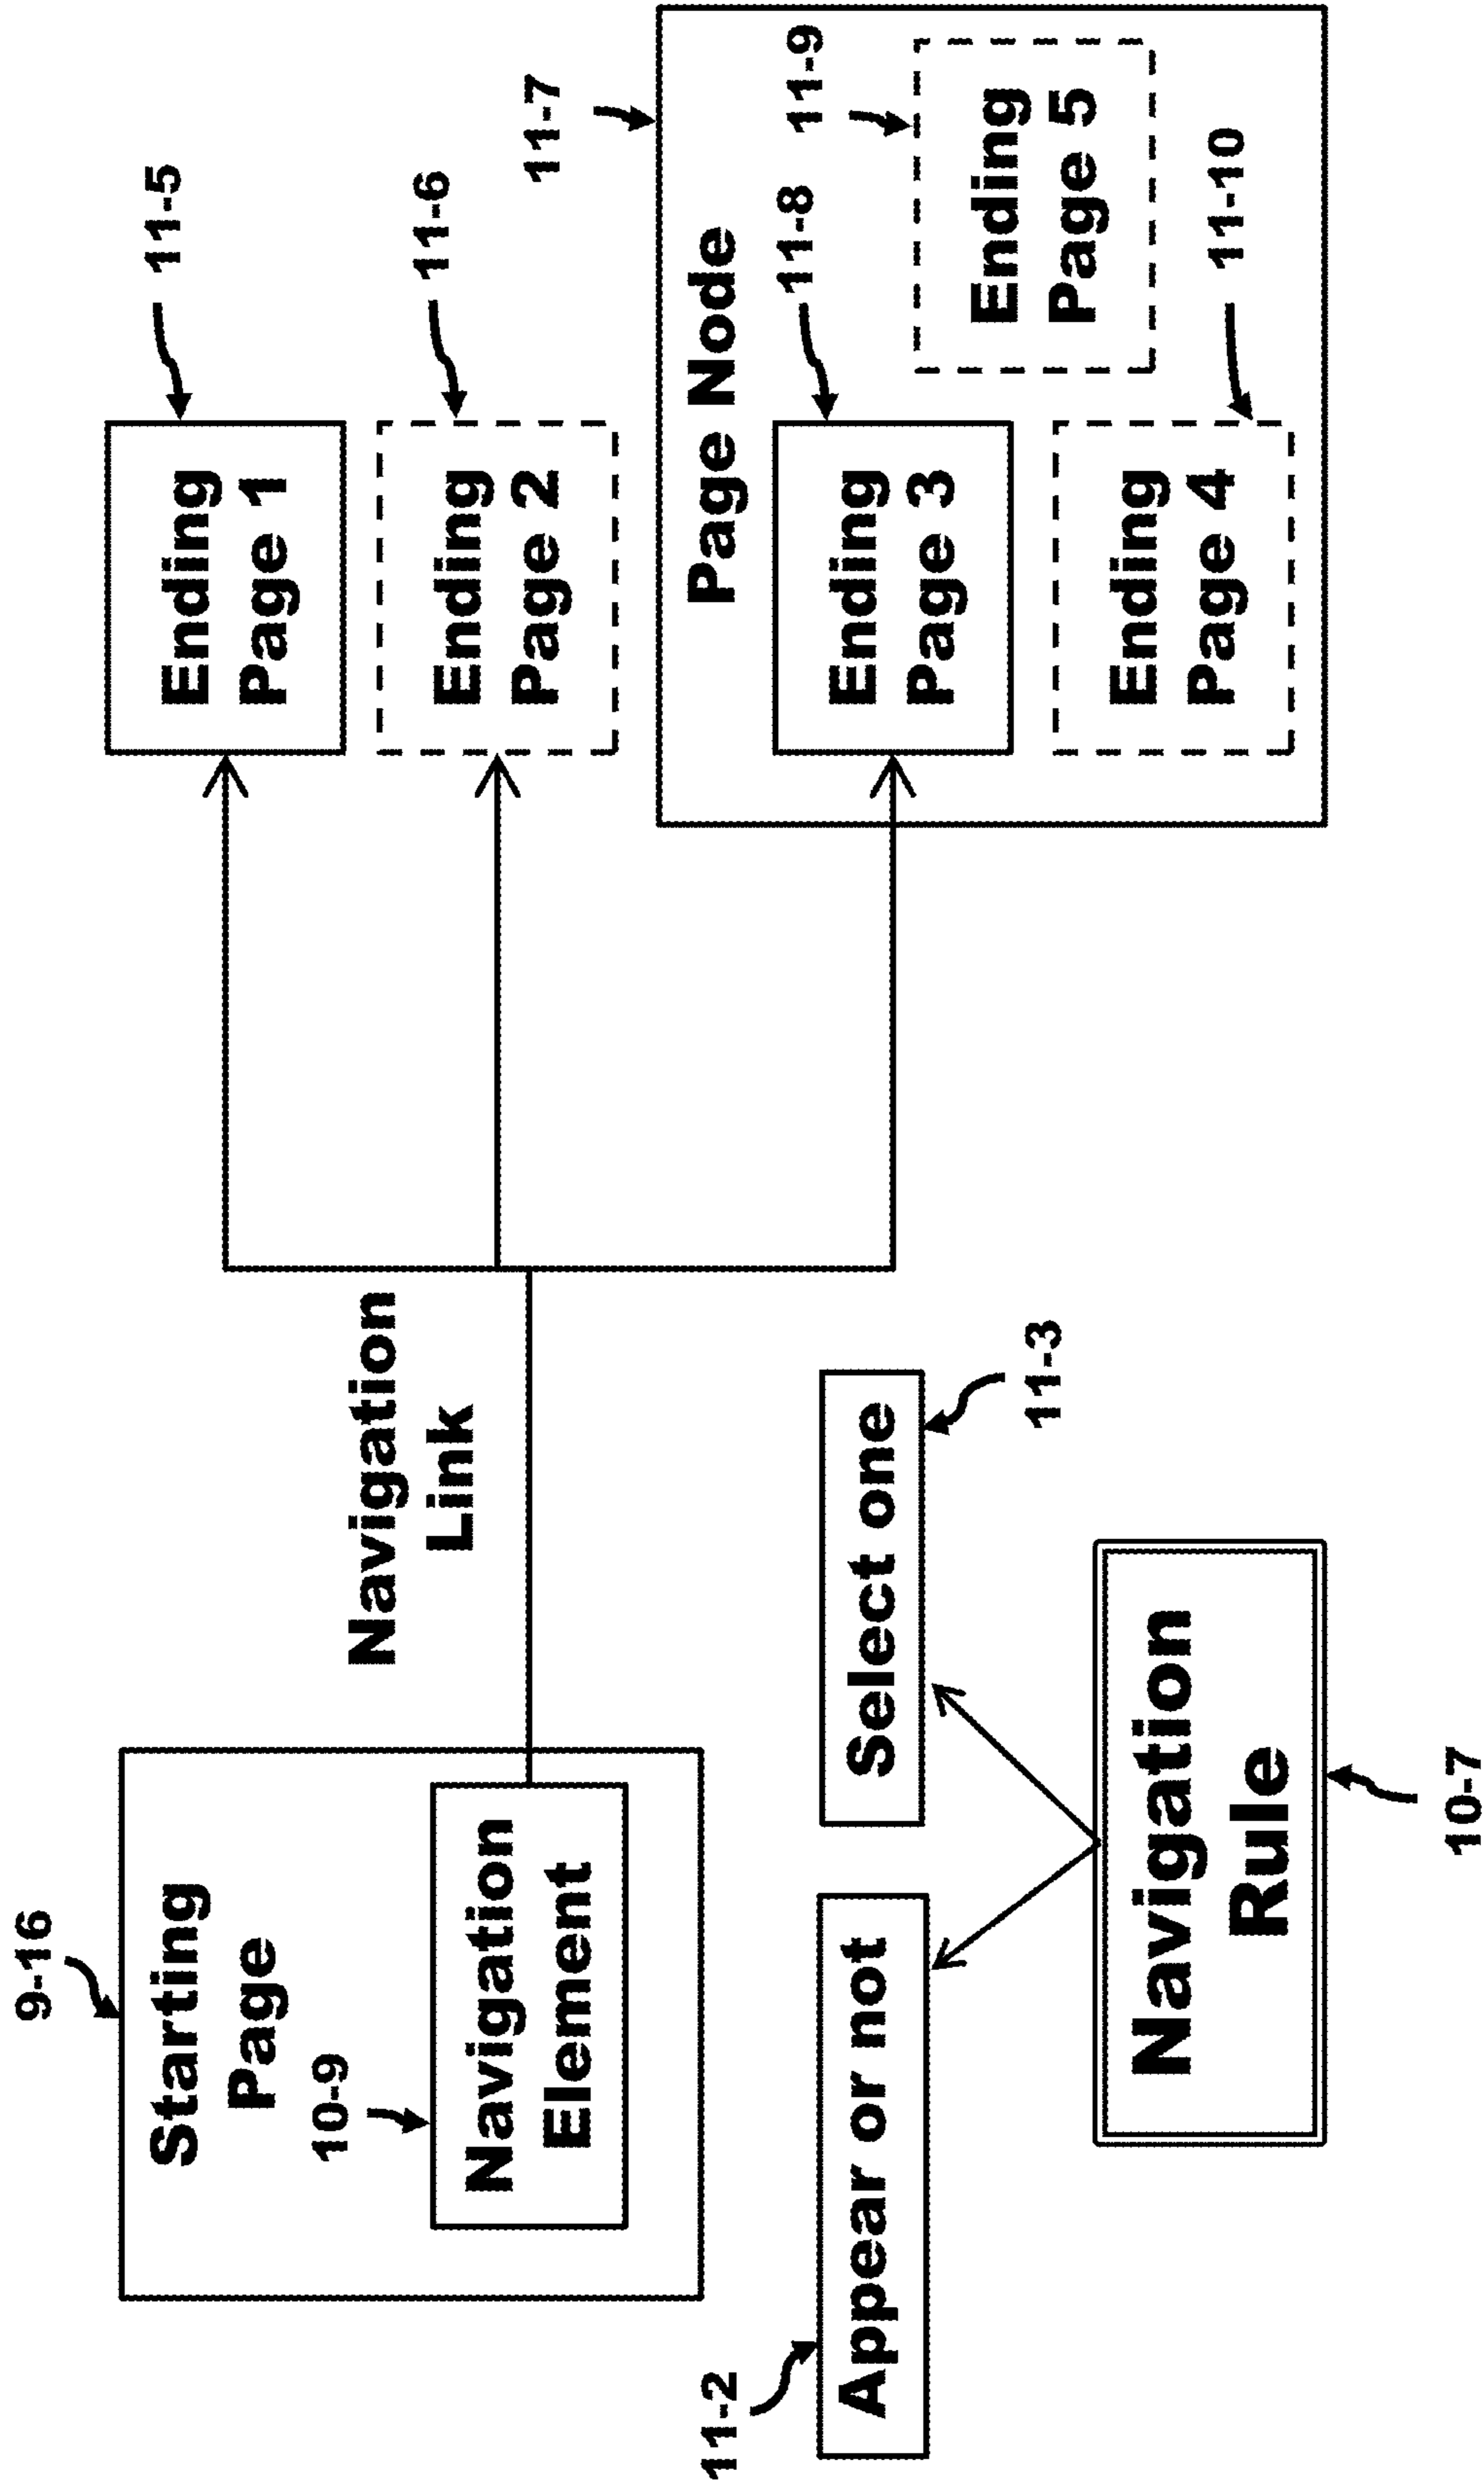 9-16
Starting
Page
10-9
Navigation
Element
Navigation
Link
11-5
Ending
Page 1
11-6
Ending
Page 2
11-7
Page Node
11-8
Ending
Page 3
11-9
Ending
Page 5
11-10
Ending
Page 4
11-2
Appear or not
Select one
11-3
Navigation
Rule
10-7